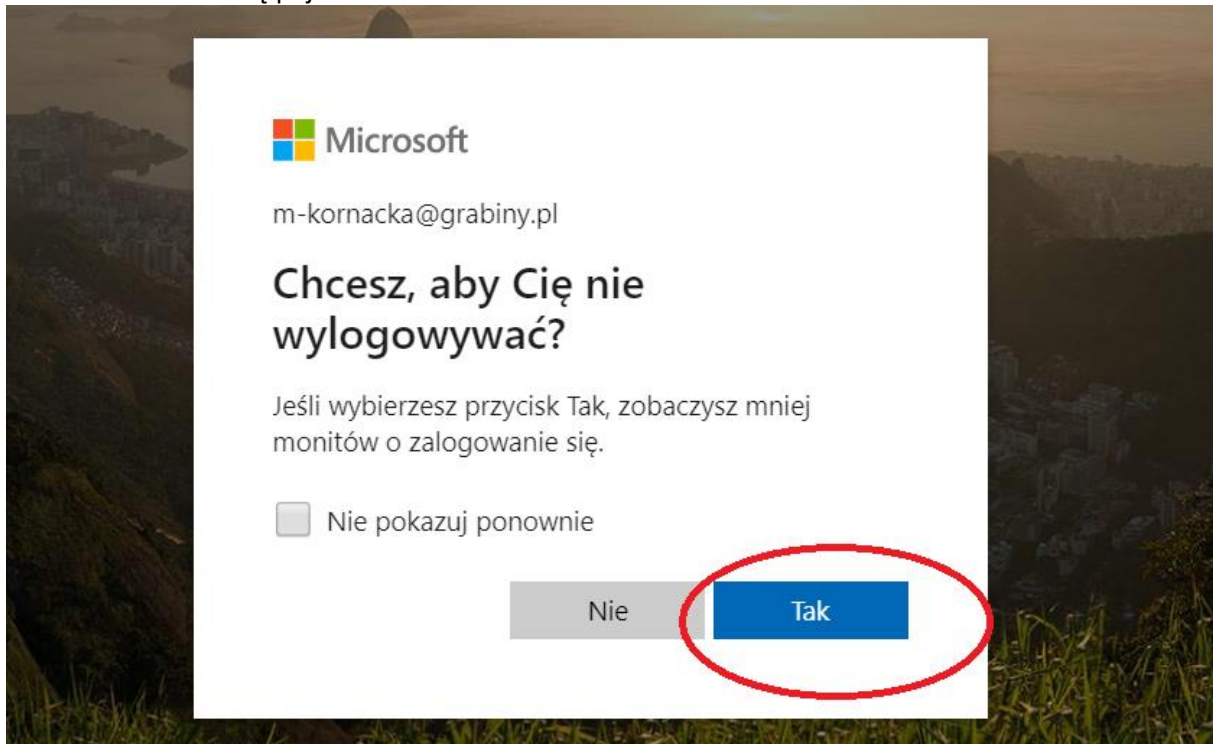 Microsoft
m-kornacka@grabiny.pl
Chcesz, aby Cię nie
wylogowywać?
Jeśli wybierzesz przycisk Tak, zobaczysz mniej
monitów o zalogowanie się.
Nie pokazuj ponownie
Nie Tak